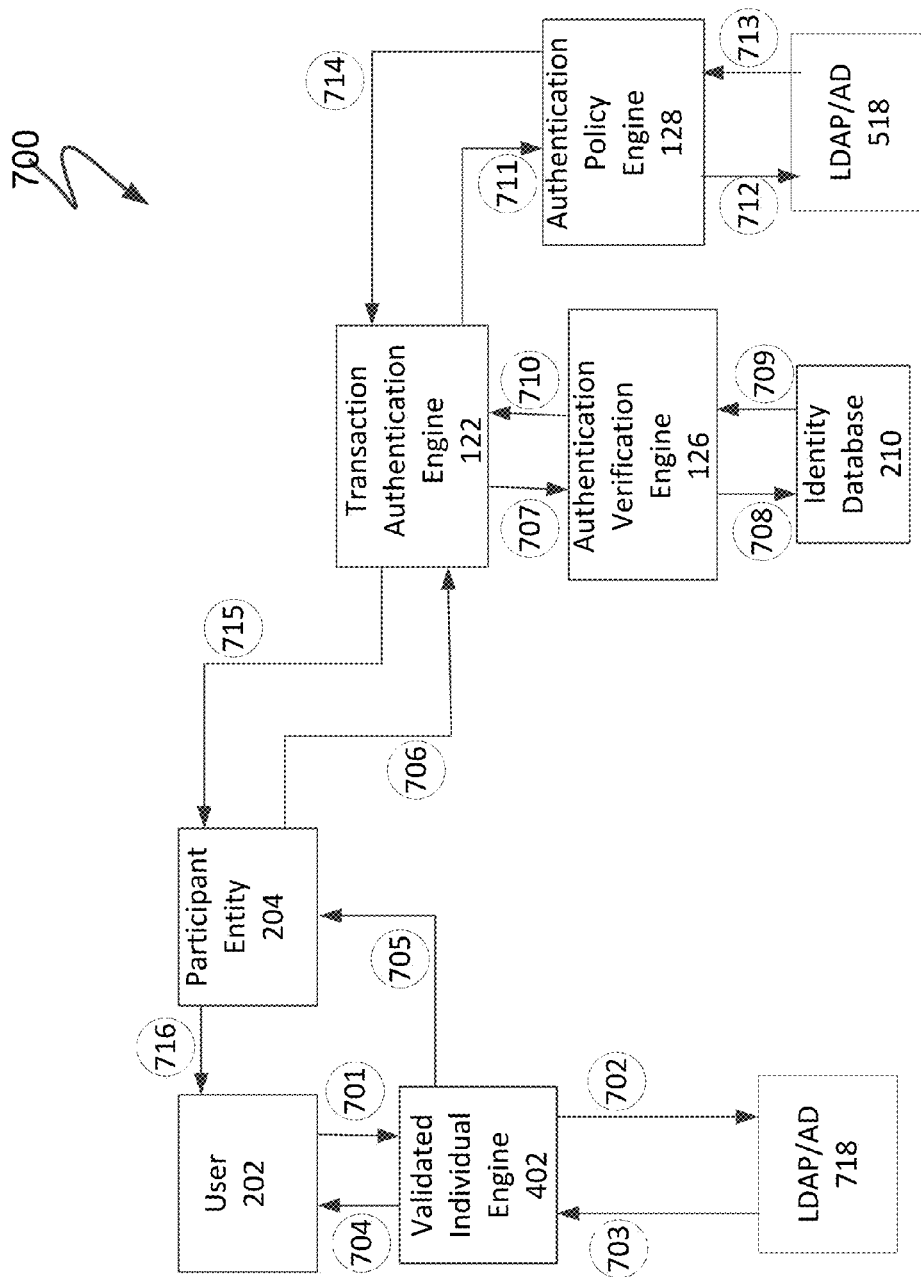 700
User
202
716
Participant
Entity
204
715
Transaction
Authentication
Engine
122
714
701
704
Validated
Individual
Engine
402
705
706
707
710
711
Authentication
Policy
Engine
128
Authentication
Verification
Engine
126
703
702
708
709
712
713
LDAP/AD
718
Identity
Database
210
LDAP/AD
518